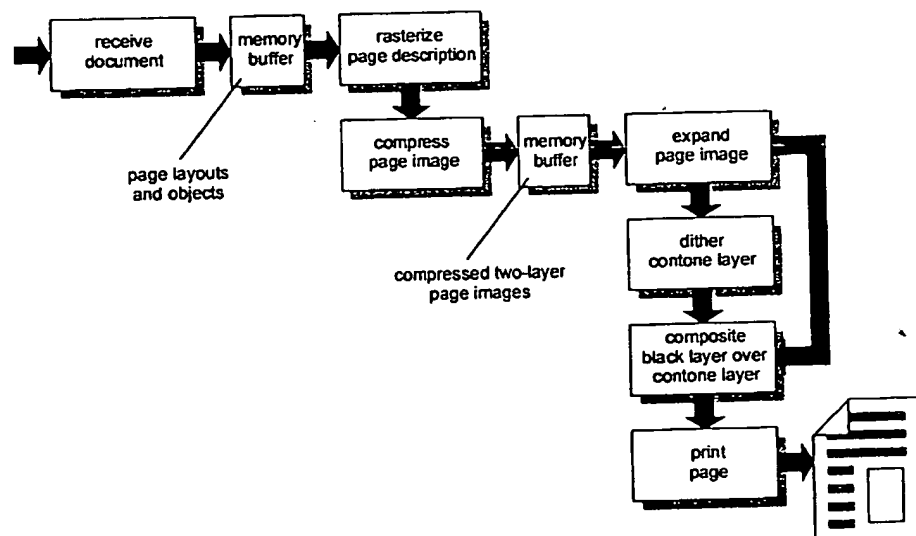 receive
document
memory
buffer
rasterize
page description
compress
page image
memory
buffer
expand
page image
page layouts
and objects
dither
contone layer
compressed two-layer
page images
composite
black layer over
contone layer
print
page